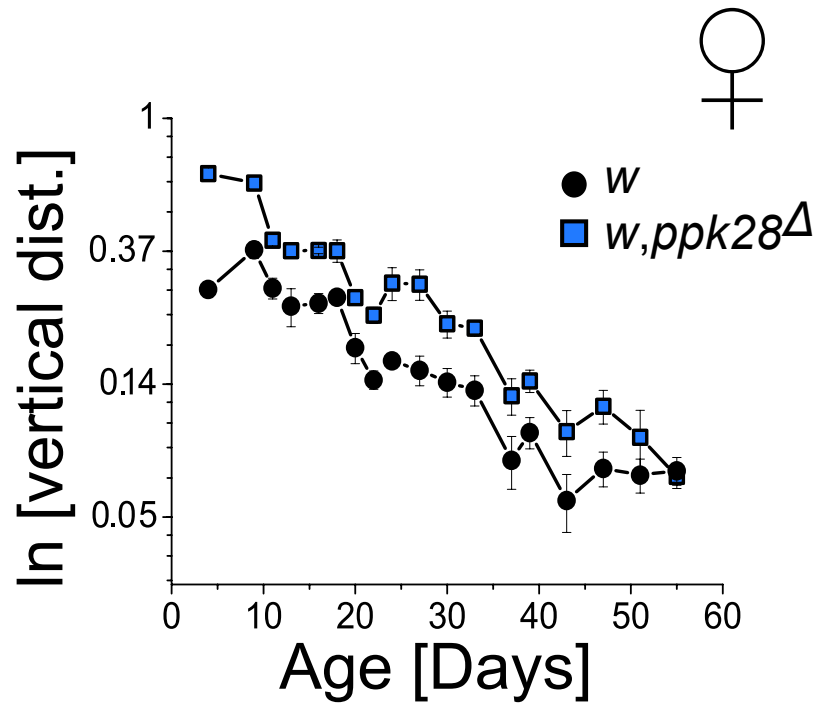 1
0.37
0.14
0.05
ln [vertical dist.]
w
w,ppk28Δ
0 10 20 30 40 50 60
Age [Days]